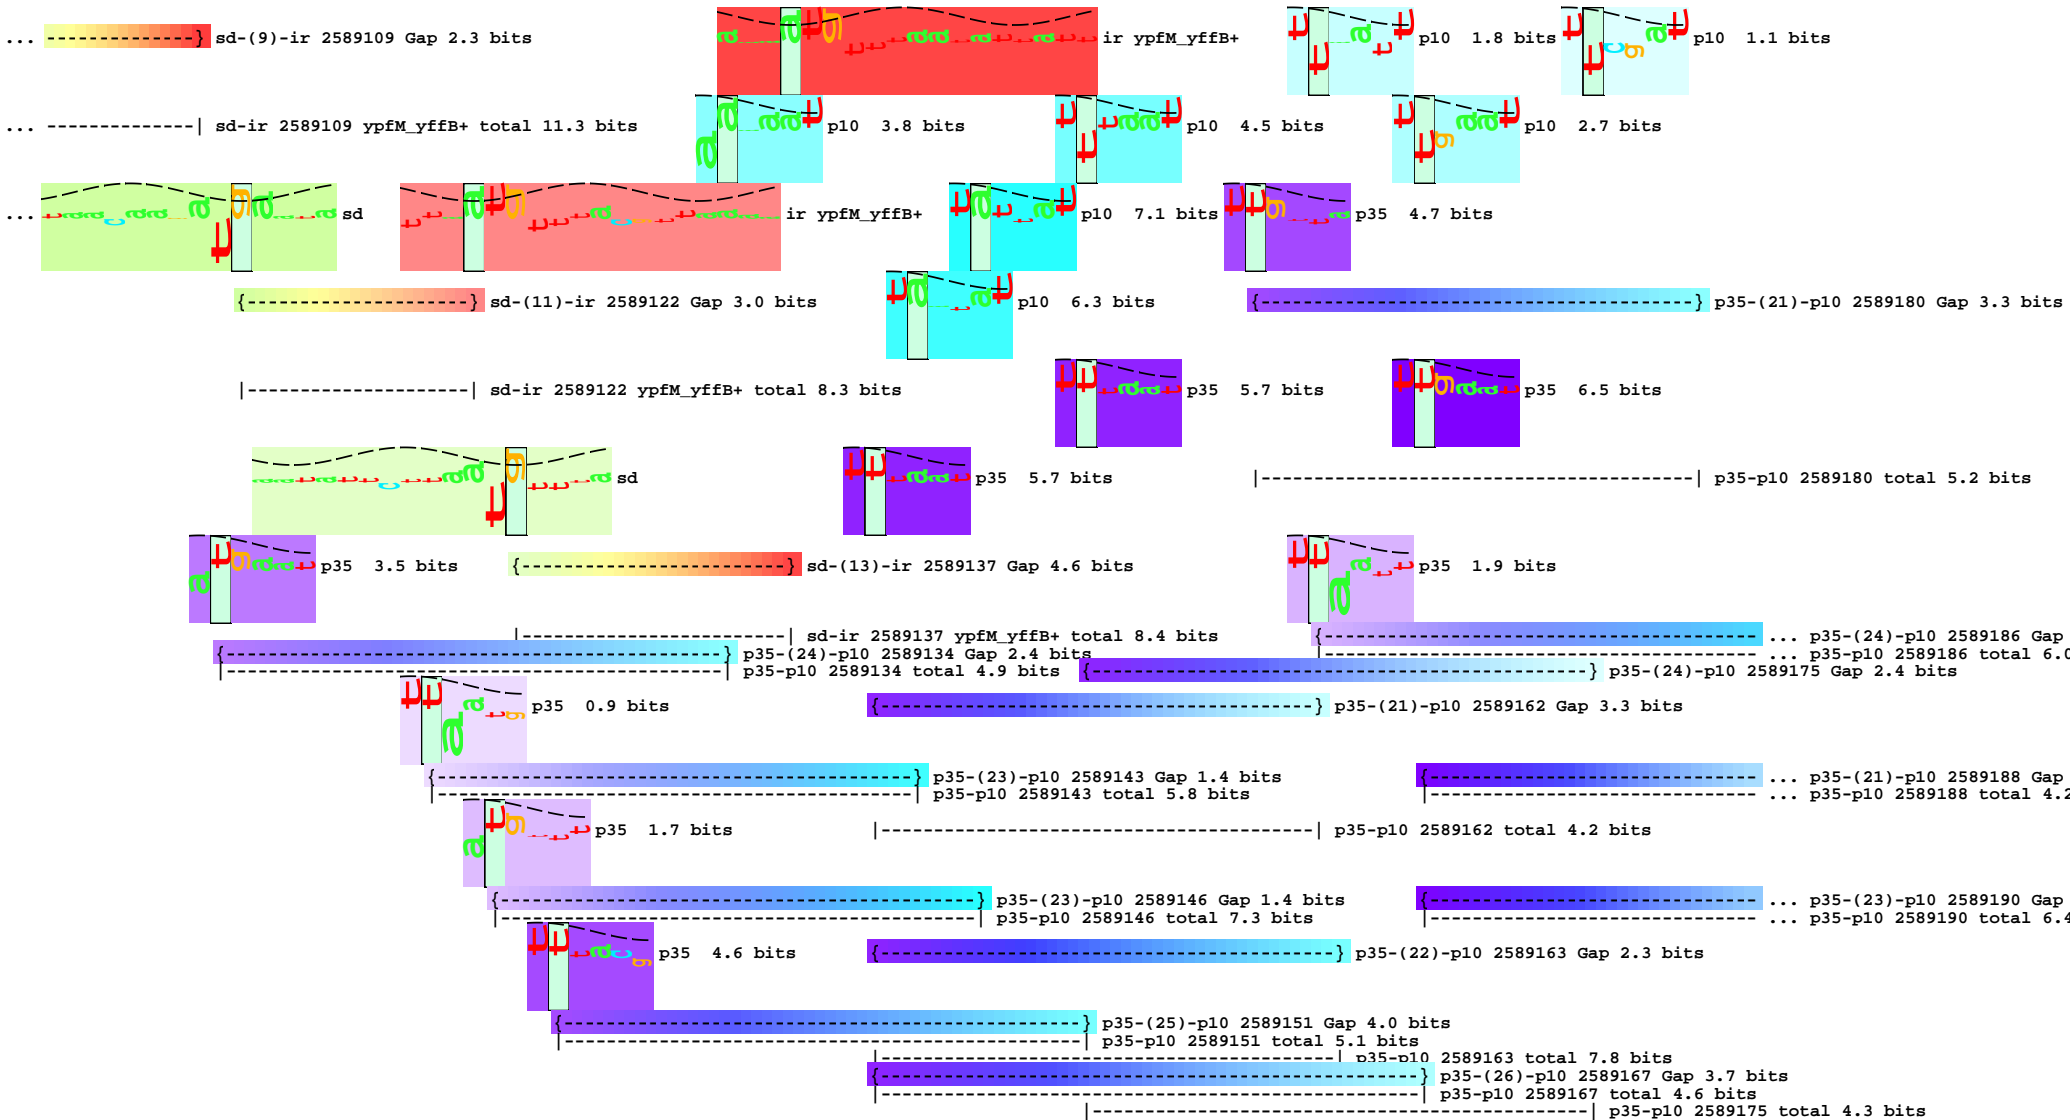 ... --------------} sd-(9)-ir 2589109 Gap 2.3 bits
ir ypfM_yffB+
p10 1.8 bits
p10 1.1 bits
... --------------| sd-ir 2589109 ypfM_yffB+ total 11.3 bits
p10 3.8 bits
p10 4.5 bits
p10 2.7 bits
... sd
ir ypfM_yffB+
p10 7.1 bits
p35 4.7 bits
{---------------------} sd-(11)-ir 2589122 Gap 3.0 bits
p10 6.3 bits
{-----------------------------------------} p35-(21)-p10 2589180 Gap 3.3 bits
|---------------------| sd-ir 2589122 ypfM_yffB+ total 8.3 bits
p35 5.7 bits
p35 6.5 bits
sd
p35 5.7 bits
|-----------------------------------------| p35-p10 2589180 total 5.2 bits
p35 3.5 bits
{-------------------------} sd-(13)-ir 2589137 Gap 4.6 bits
p35 1.9 bits
|-------------------------| sd-ir 2589137 ypfM_yffB+ total 8.4 bits
{----------------------------------------- ... p35-(24)-p10 2589186 Gap
{-----------------------------------------------} p35-(24)-p10 2589134 Gap 2.4 bits
|----------------------------------------- ... p35-p10 2589186 total 6.0
|-----------------------------------------------| p35-p10 2589134 total 4.9 bits
{-----------------------------------------------} p35-(24)-p10 2589175 Gap 2.4 bits
p35 0.9 bits
{-----------------------------------------} p35-(21)-p10 2589162 Gap 3.3 bits
{---------------------------------------------} p35-(23)-p10 2589143 Gap 1.4 bits
{------------------------------- ... p35-(21)-p10 2589188 Gap
|---------------------------------------------| p35-p10 2589143 total 5.8 bits
|------------------------------- ... p35-p10 2589188 total 4.2
p35 1.7 bits
|-----------------------------------------| p35-p10 2589162 total 4.2 bits
{---------------------------------------------} p35-(23)-p10 2589146 Gap 1.4 bits
{------------------------------- ... p35-(23)-p10 2589190 Gap
|---------------------------------------------| p35-p10 2589146 total 7.3 bits
|------------------------------- ... p35-p10 2589190 total 6.4
p35 4.6 bits
{-------------------------------------------} p35-(22)-p10 2589163 Gap 2.3 bits
{-------------------------------------------------} p35-(25)-p10 2589151 Gap 4.0 bits
|-------------------------------------------------| p35-p10 2589151 total 5.1 bits
|-------------------------------------------| p35-p10 2589163 total 7.8 bits
{---------------------------------------------------} p35-(26)-p10 2589167 Gap 3.7 bits
|---------------------------------------------------| p35-p10 2589167 total 4.6 bits
|-----------------------------------------------| p35-p10 2589175 total 4.3 bits